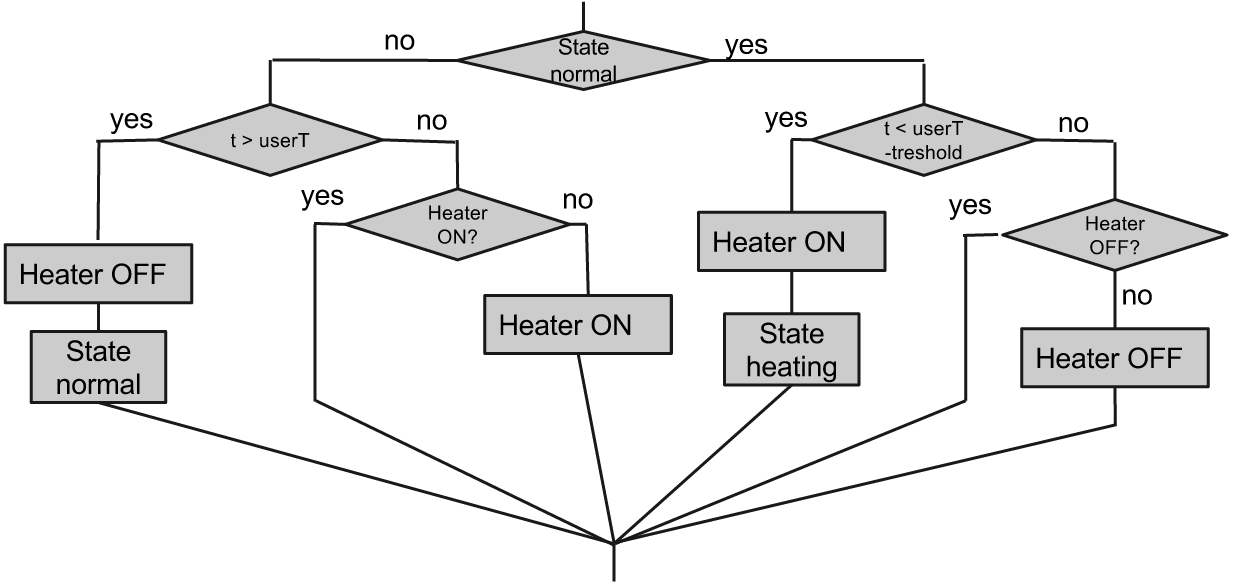 no
State
normal
yes
yes
t > userT
no
yes
t < userT
-treshold
no
yes
Heater
ON?
no
yes
Heater
OFF?
Heater OFF
Heater ON
Heater ON
no
State
normal
State
heating
Heater OFF